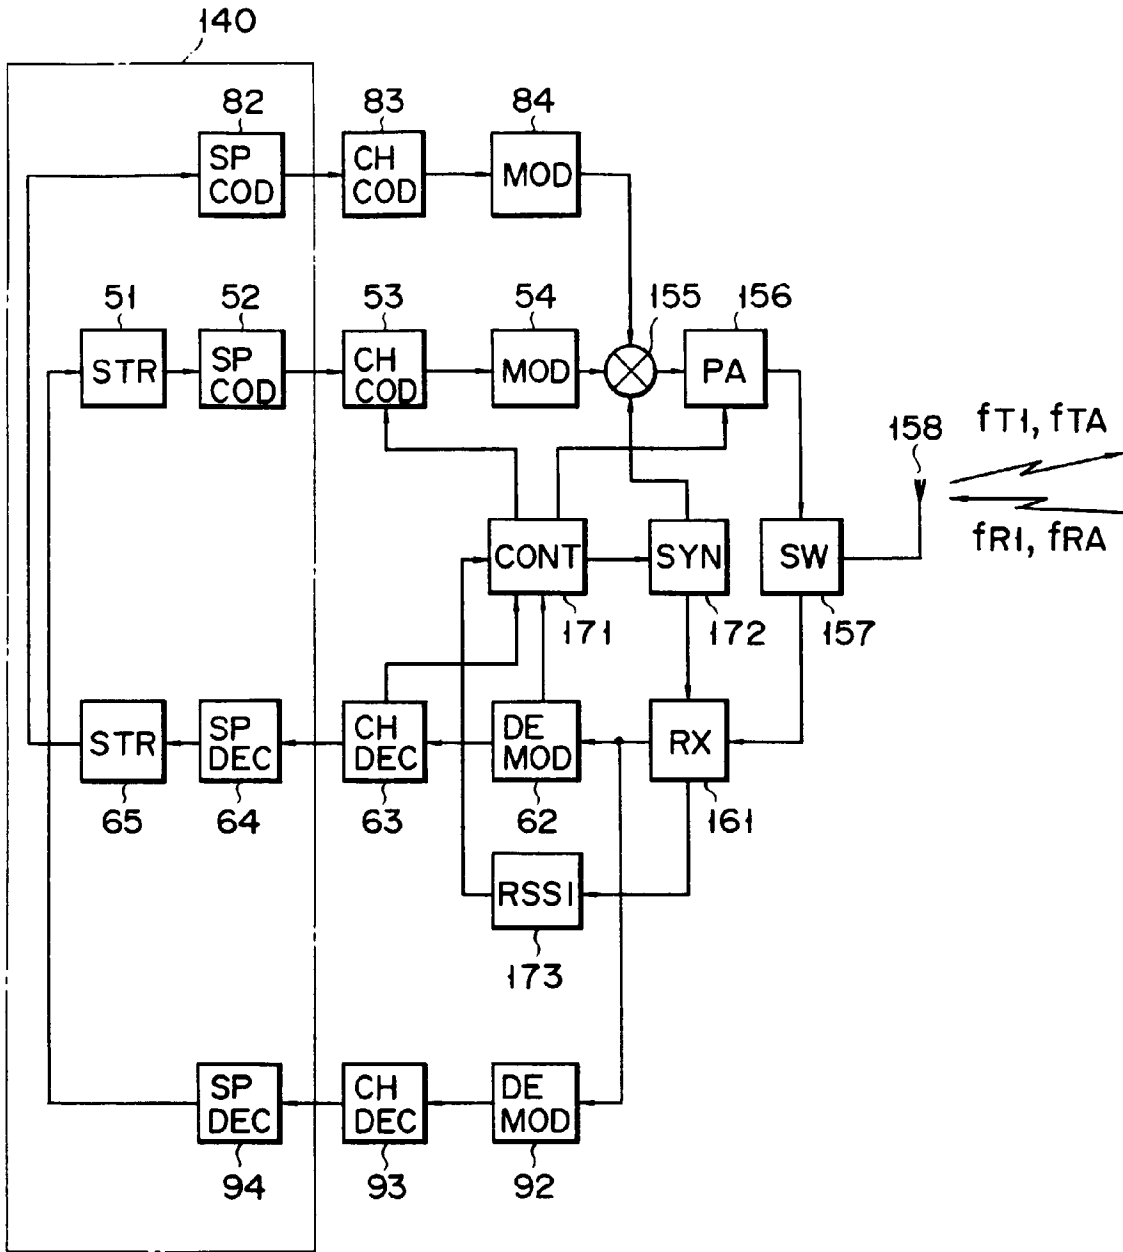 140
82
83
84
SP
COD
CH
COD
MOD
51
52
53
54
155
156
STR
SP
COD
CH
COD
MOD
PA
158
fT1, fTA
fR1, fRA
CONT
SYN
SW
171
172
157
STR
SP
DEC
CH
DEC
DE
MOD
RX
65
64
63
62
161
RSSI
173
SP
DEC
CH
DEC
DE
MOD
94
93
92